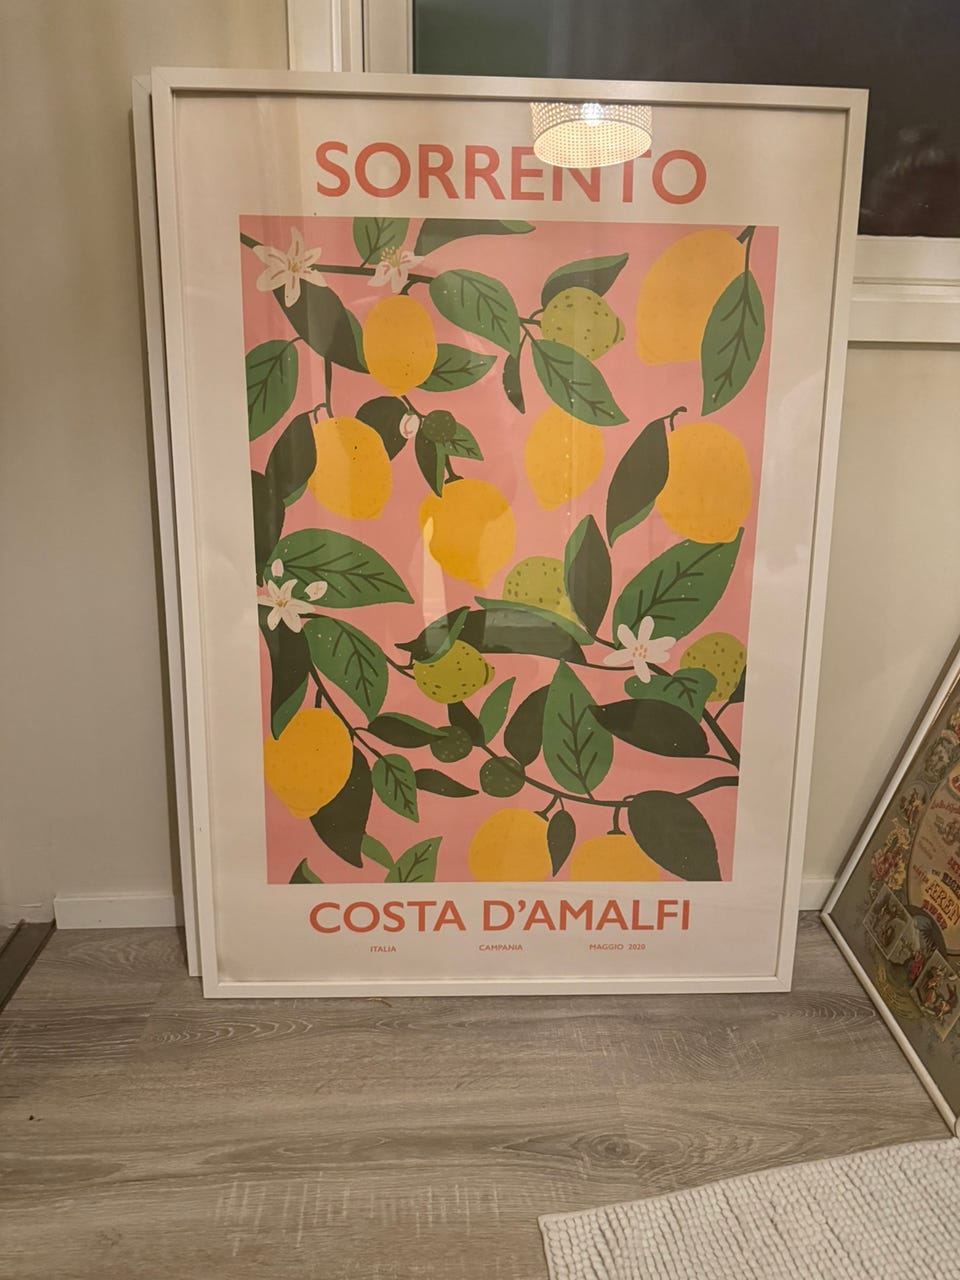 SORRENTO
COSTA D'AMALFI
ITALIA CAMPANIA MAGGIO 2020